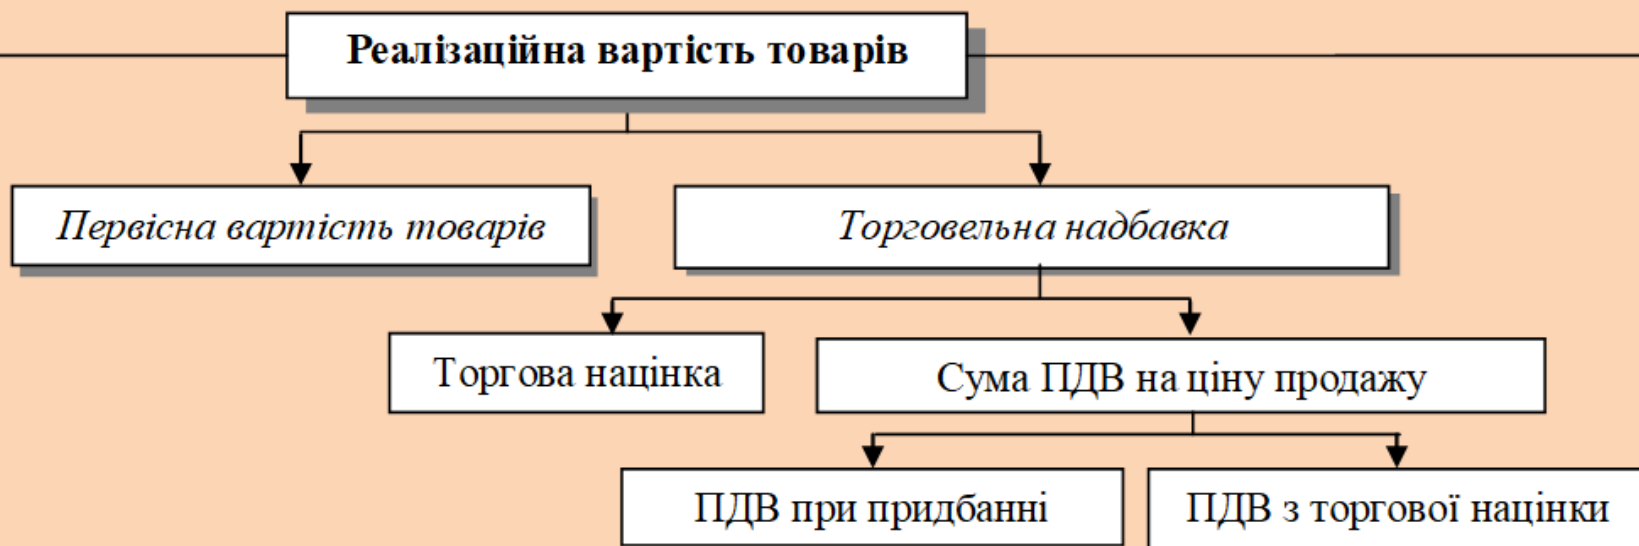 Реалізаційна вартість товарів
Первісна вартість товарів
Торговельна надбавка
Торгова націнка
Сума ПДВ на ціну продажу
ПДВ при придбанні
ПДВ з торгової націнки